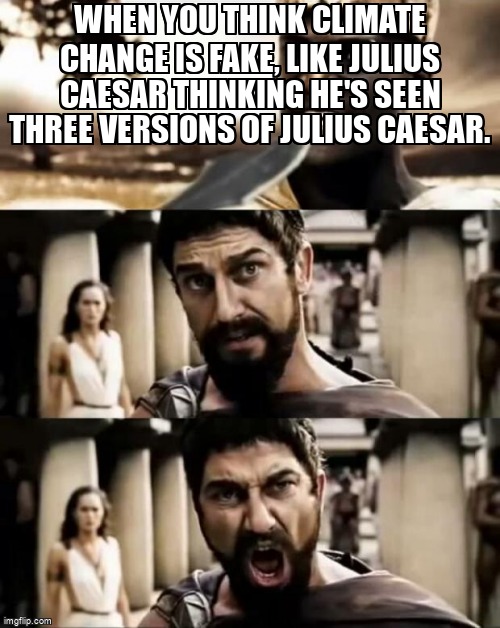 WHEN YOU THINK CLIMATE
CHANGE IS FAKE, LIKE JULIUS
CAESAR THINKING HE'S SEEN
THREE VERSIONS OF JULIUS CAESAR.
imgflip.com